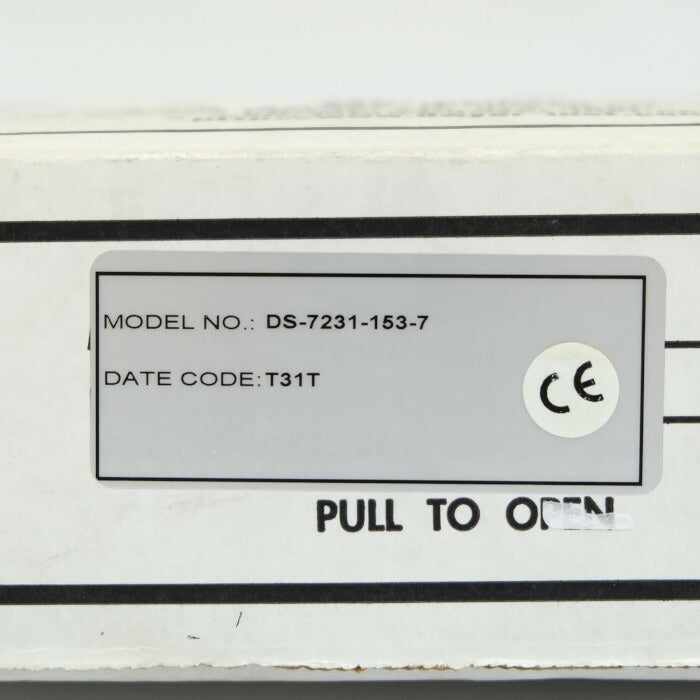 MODEL NO.: DS-7231-153-7
DATE CODE: T31T
CE
PULL TO OPEN